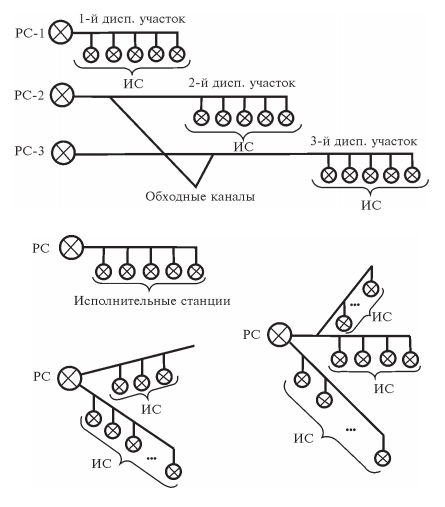 1-й дисп. участок
РС-1
ИС
РС-2
2-й дисп. участок
ИС
РС-3
3-й дисп. участок
ИС
Обходные каналы
РС
Исполнительные станции
РС
ИС
ИС
...
РС
...
ИС
ИС
ИС
...